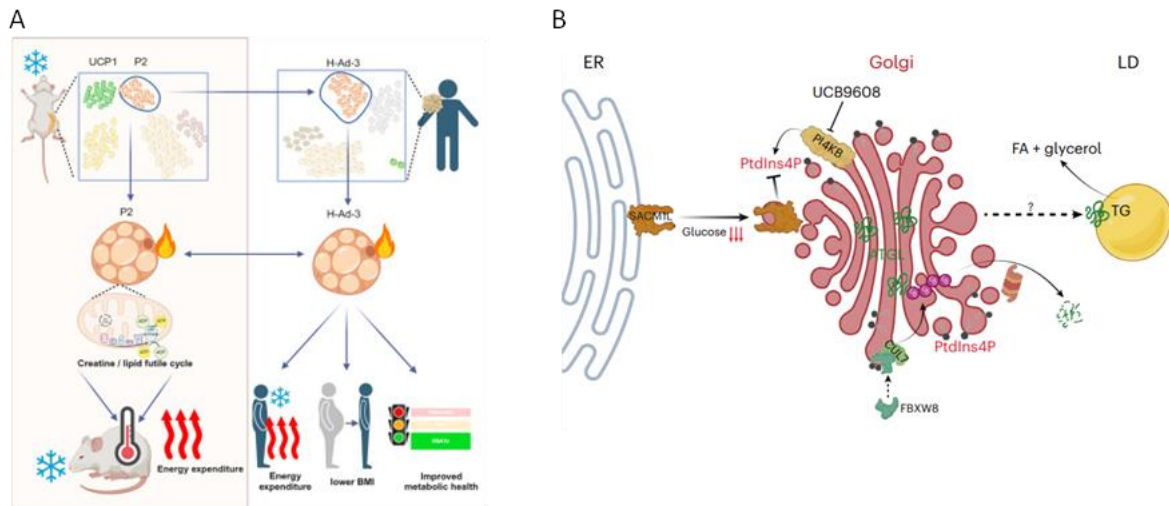 A
UCP1 P2
H-Ad-3
P2
H-Ad-3
Creatine / lipid futile cycle
Energy expenditure
Energy
expenditure
lower BMI
Improved
metabolic health
B
ER
Golgi
LD
UCB9608
PI4KB
PtdIns4P
FA + glycerol
SACM1L
Glucose
?
TG
ATGL
PtdIns4P
CUL7
FBXW8